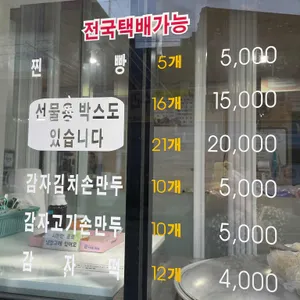 전국택배가능
찐 빵 5개 5,000
16개 15,000
선물용 박스도
있습니다
21개 20,000
감자김치손만두 10개 5,000
감자고기손만두 10개 5,000
감 자 떡 12개 4,000